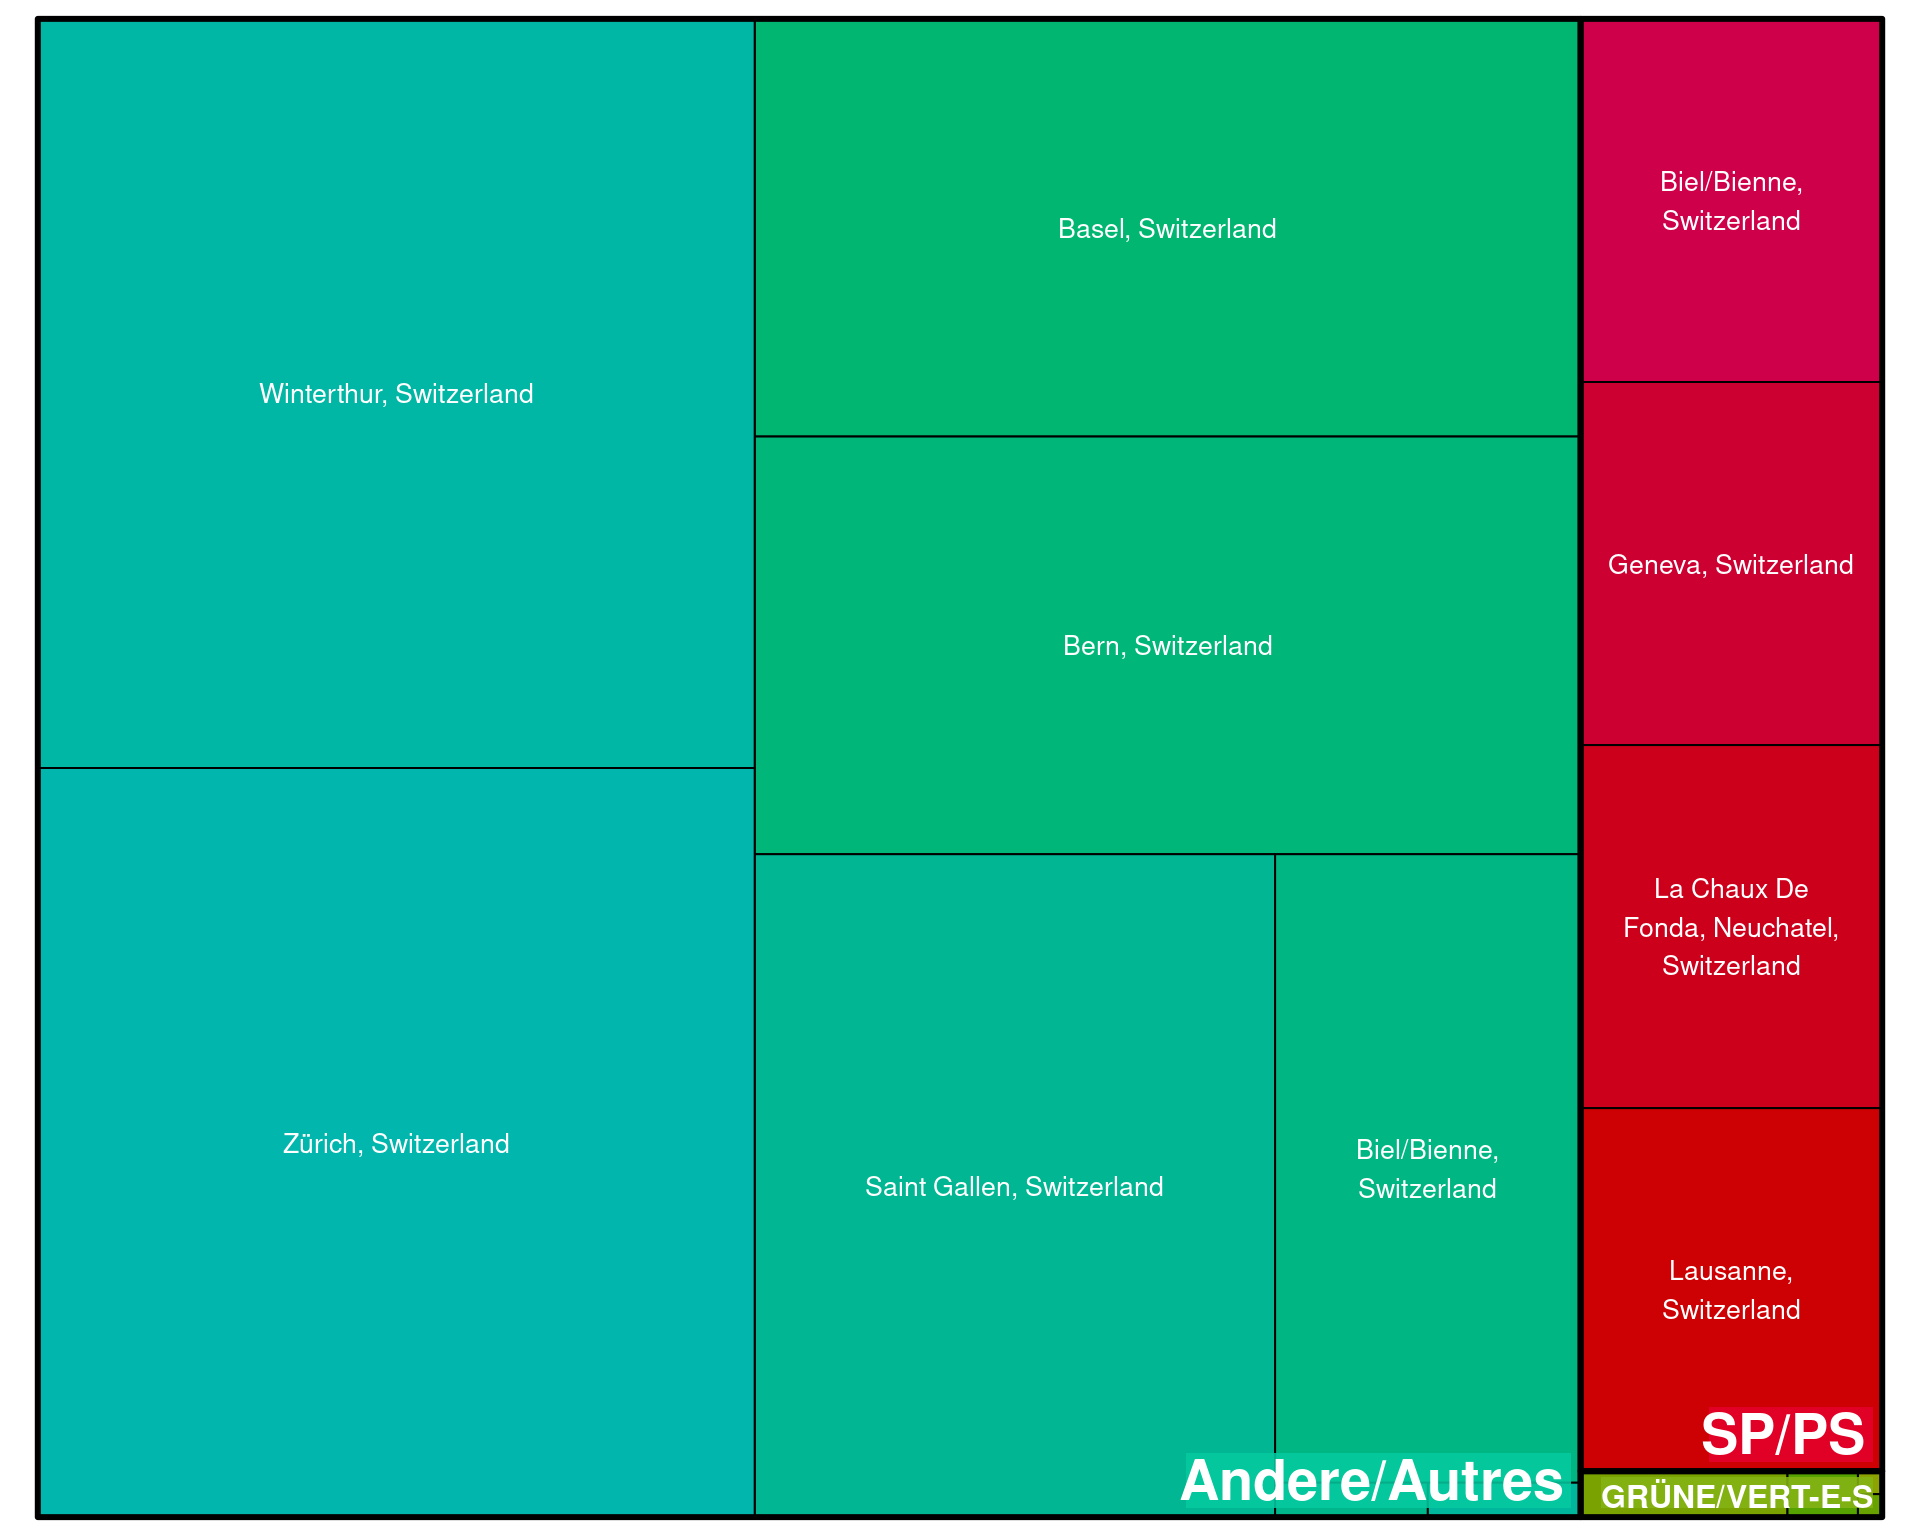 Winterthur, Switzerland
Zürich, Switzerland
Basel, Switzerland
Bern, Switzerland
Saint Gallen, Switzerland
Biel/Bienne,
Switzerland
Andere/Autres
Biel/Bienne,
Switzerland
Geneva, Switzerland
La Chaux De
Fonda, Neuchatel,
Switzerland
Lausanne,
Switzerland
SP/PS
GRÜNE/VERT-E-S